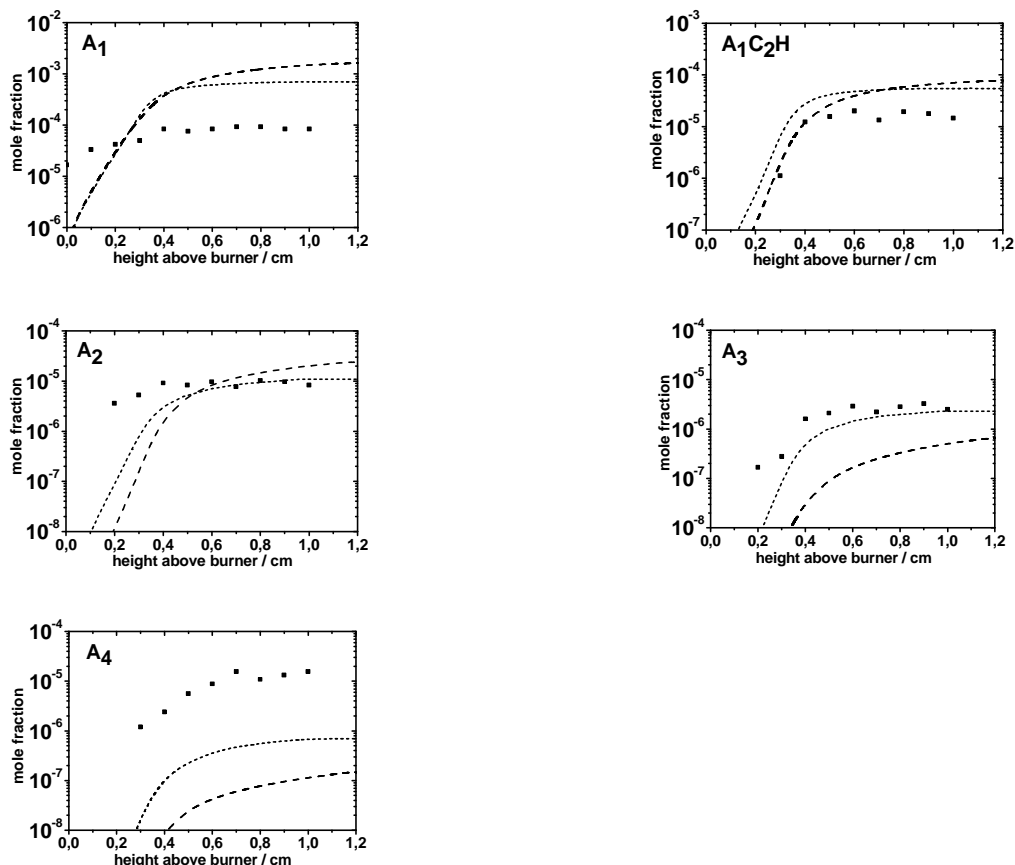 A1
mole fraction
10-2
10-3
10-4
10-5
10-6
0,0 0,2 0,4 0,6 0,8 1,0 1,2
height above burner / cm
A1C2H
mole fraction
10-3
10-4
10-5
10-6
10-7
0,0 0,2 0,4 0,6 0,8 1,0 1,2
height above burner / cm
A2
mole fraction
10-4
10-5
10-6
10-7
10-8
0,0 0,2 0,4 0,6 0,8 1,0 1,2
height above burner / cm
A3
mole fraction
10-4
10-5
10-6
10-7
10-8
0,0 0,2 0,4 0,6 0,8 1,0 1,2
height above burner / cm
A4
mole fraction
10-4
10-5
10-6
10-7
10-8
0,0 0,2 0,4 0,6 0,8 1,0 1,2
height above burner / cm